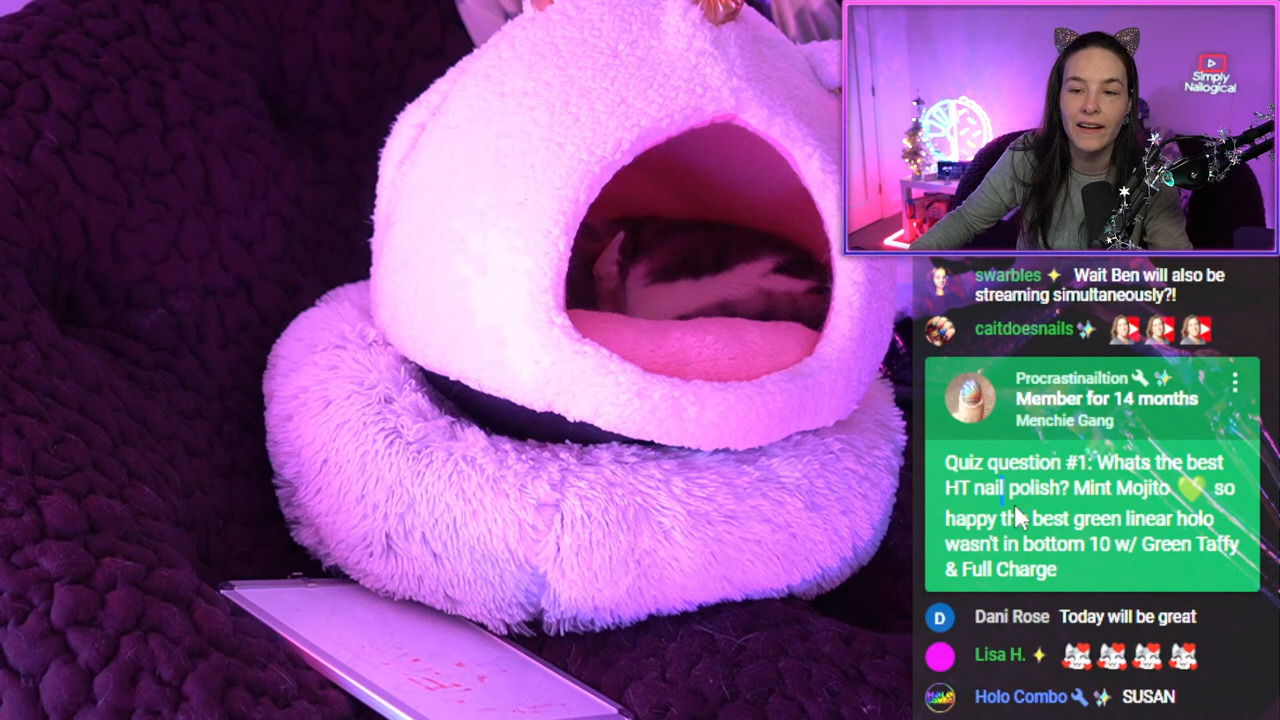 Simply
Nailogical
swarbles Wait Ben will also be
streaming simultaneously?!
caitdoesnails
Procrastinailtion
Member for 14 months
Menchie Gang
Quiz question #1: Whats the best
HT nail polish? Mint Mojito 💚 so
happy the best green linear holo
wasn't in bottom 10 w/ Green Taffy
& Full Charge
D Dani Rose Today will be great
Lisa H.
Holo Combo SUSAN